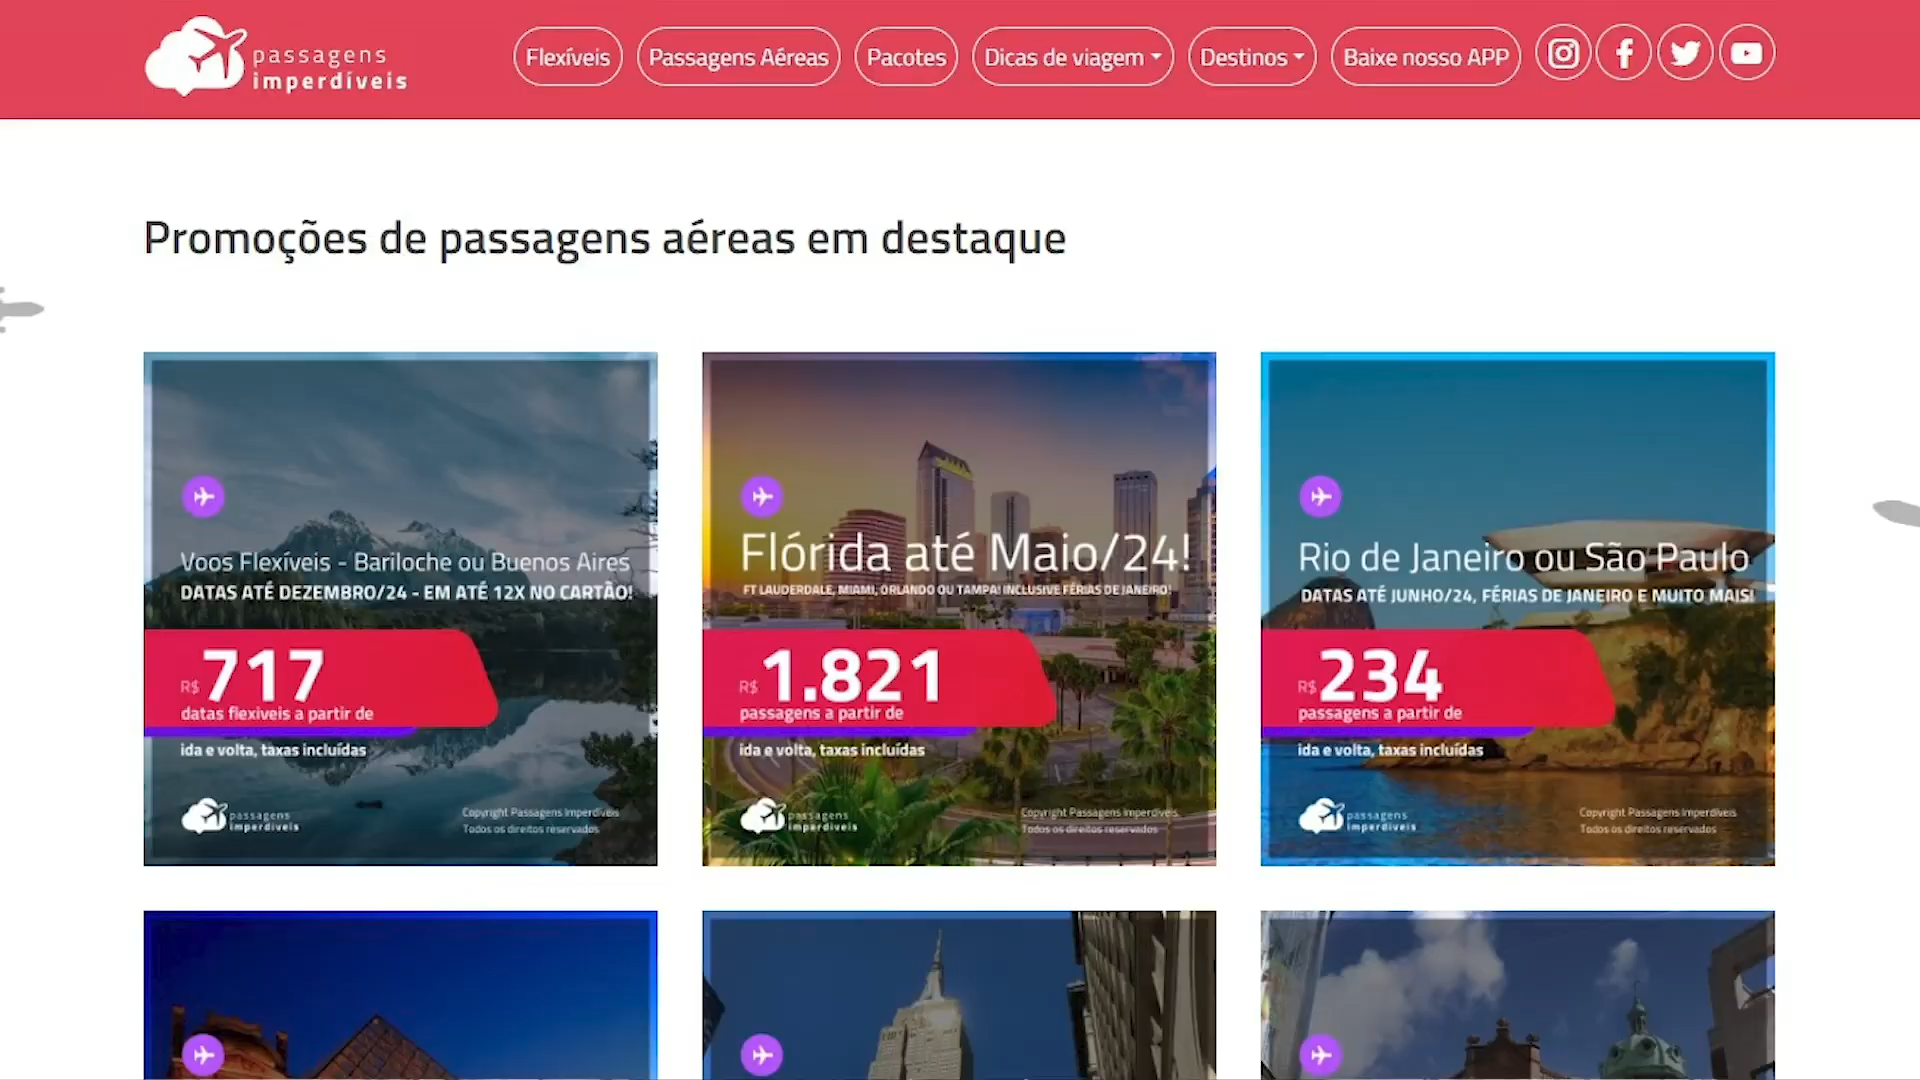 passagens
imperdíveis
Flexíveis
Passagens Aéreas
Pacotes
Dicas de viagem
Destinos
Baixe nosso APP
Promoções de passagens aéreas em destaque
Voos Flexíveis - Bariloche ou Buenos Aires
DATAS ATÉ DEZEMBRO/24 - EM ATÉ 12X NO CARTÃO!
R$ 717
datas flexíveis a partir de
ida e volta, taxas incluídas
passagens
imperdíveis
Copyright Passagens Imperdíveis
Todos os direitos reservados
Flórida até Maio/24!
FT LAUDERDALE, MIAMI, ORLANDO OU TAMPA! INCLUSIVE FÉRIAS DE JANEIRO!
R$ 1.821
passagens a partir de
ida e volta, taxas incluídas
passagens
imperdíveis
Copyright Passagens Imperdíveis
Todos os direitos reservados
Rio de Janeiro ou São Paulo
DATAS ATÉ JUNHO/24, FÉRIAS DE JANEIRO E MUITO MAIS!
R$ 234
passagens a partir de
ida e volta, taxas incluídas
passagens
imperdíveis
Copyright Passagens Imperdíveis
Todos os direitos reservados